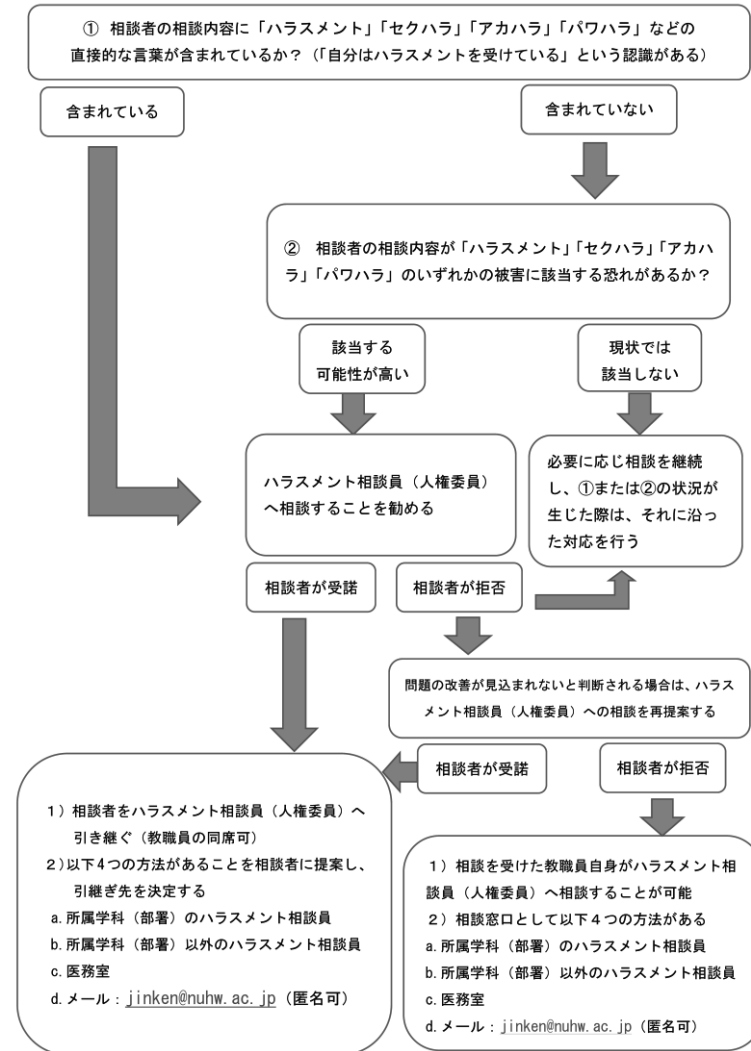 ① 相談者の相談内容に「ハラスメント」「セクハラ」「アカハラ」「パワハラ」などの
直接的な言葉が含まれているか？（「自分はハラスメントを受けている」という認識がある）
含まれている
含まれていない
② 相談者の相談内容が「ハラスメント」「セクハラ」「アカハ
ラ」「パワハラ」のいずれかの被害に該当する恐れがあるか？
該当する
可能性が高い
現状では
該当しない
ハラスメント相談員（人権委員）
へ相談することを勧める
必要に応じ相談を継続
し、①または②の状況が
生じた際は、それに沿っ
た対応を行う
相談者が受諾
相談者が拒否
問題の改善が見込まれないと判断される場合は、ハラス
メント相談員（人権委員）への相談を再提案する
相談者が受諾
相談者が拒否
1）相談者をハラスメント相談員（人権委員）へ
引き継ぐ（教職員の同席可）
2）以下4つの方法があることを相談者に提案し、
引継ぎ先を決定する
a. 所属学科（部署）のハラスメント相談員
b. 所属学科（部署）以外のハラスメント相談員
c. 医務室
d. メール：jinken@nuhw.ac.jp（匿名可）
1）相談を受けた教職員自身がハラスメント相
談員（人権委員）へ相談することが可能
2）相談窓口として以下４つの方法がある
a. 所属学科（部署）のハラスメント相談員
b. 所属学科（部署）以外のハラスメント相談員
c. 医務室
d. メール：jinken@nuhw.ac.jp（匿名可）